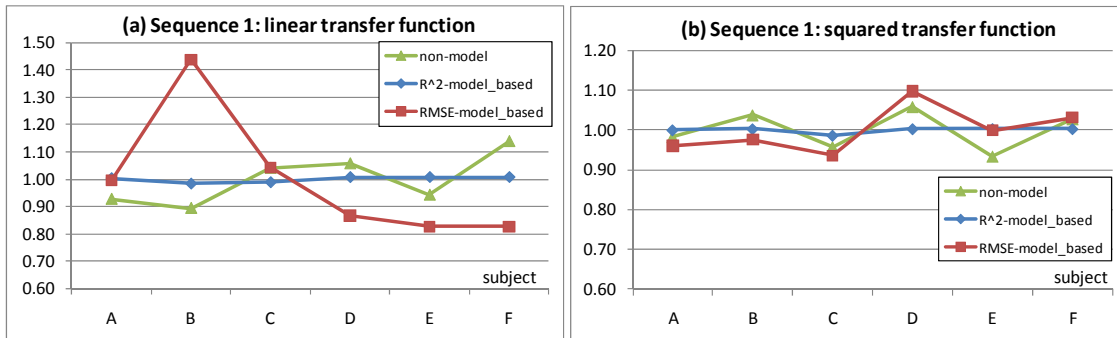 (a) Sequence 1: linear transfer function
1.50
1.40
1.30
1.20
1.10
1.00
0.90
0.80
0.70
0.60
non-model
R^2-model_based
RMSE-model_based
subject
A B C D E F
(b) Sequence 1: squared transfer function
1.20
1.10
1.00
0.90
0.80
0.70
0.60
non-model
R^2-model_based
RMSE-model_based
subject
A B C D E F